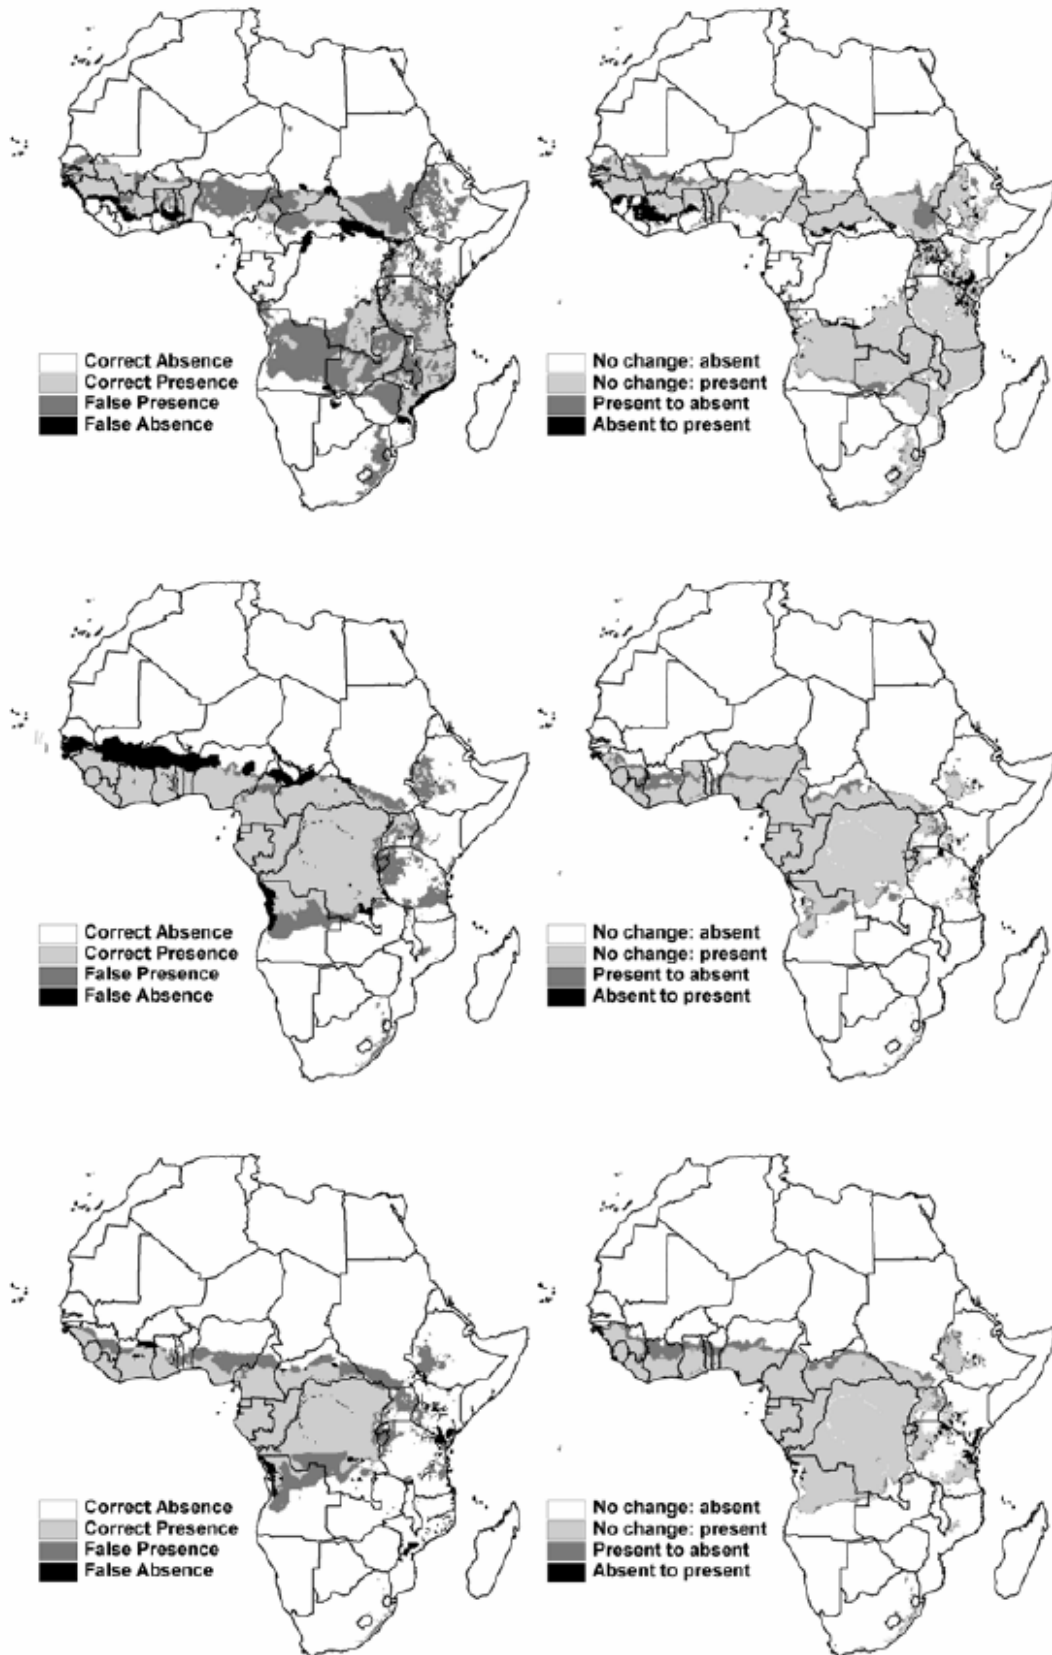 Correct Absence
Correct Presence
False Presence
False Absence
No change: absent
No change: present
Present to absent
Absent to present
Correct Absence
Correct Presence
False Presence
False Absence
No change: absent
No change: present
Present to absent
Absent to present
Correct Absence
Correct Presence
False Presence
False Absence
No change: absent
No change: present
Present to absent
Absent to present